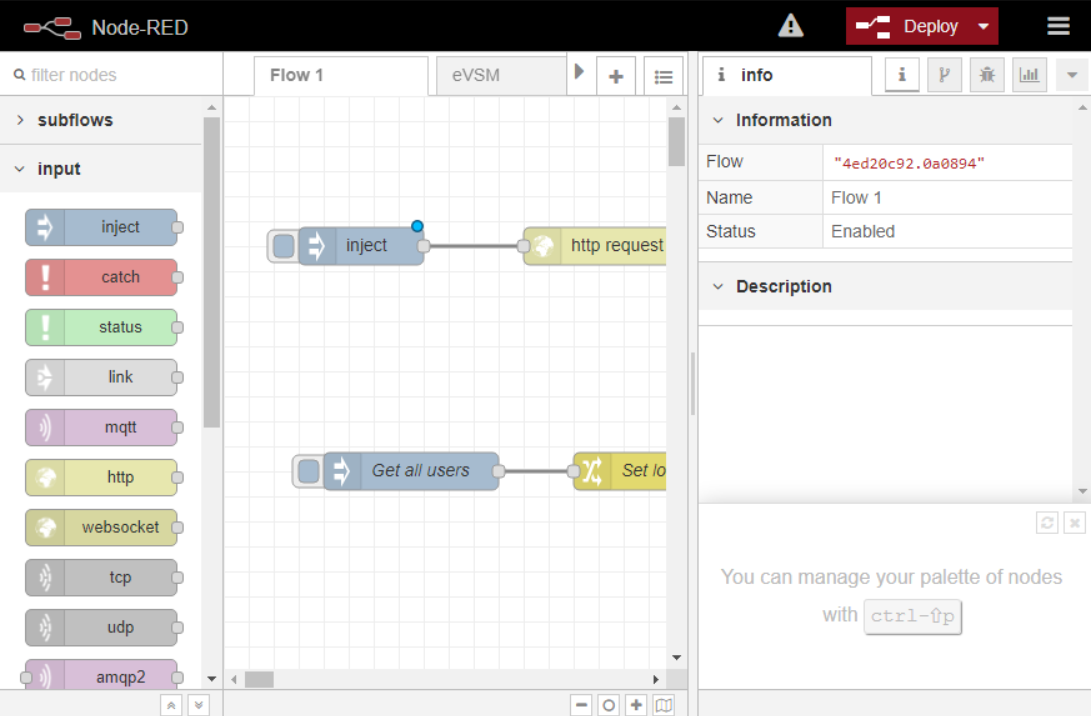 Node-RED
Deploy
filter nodes
Flow 1
eVSM
info
subflows
input
inject
catch
status
link
mqtt
http
websocket
tcp
udp
amqp2
inject
http request
Get all users
Set lo
Information
Flow "4ed20c92.0a0894"
Name Flow 1
Status Enabled
Description
You can manage your palette of nodes
with ctrl-⇧p